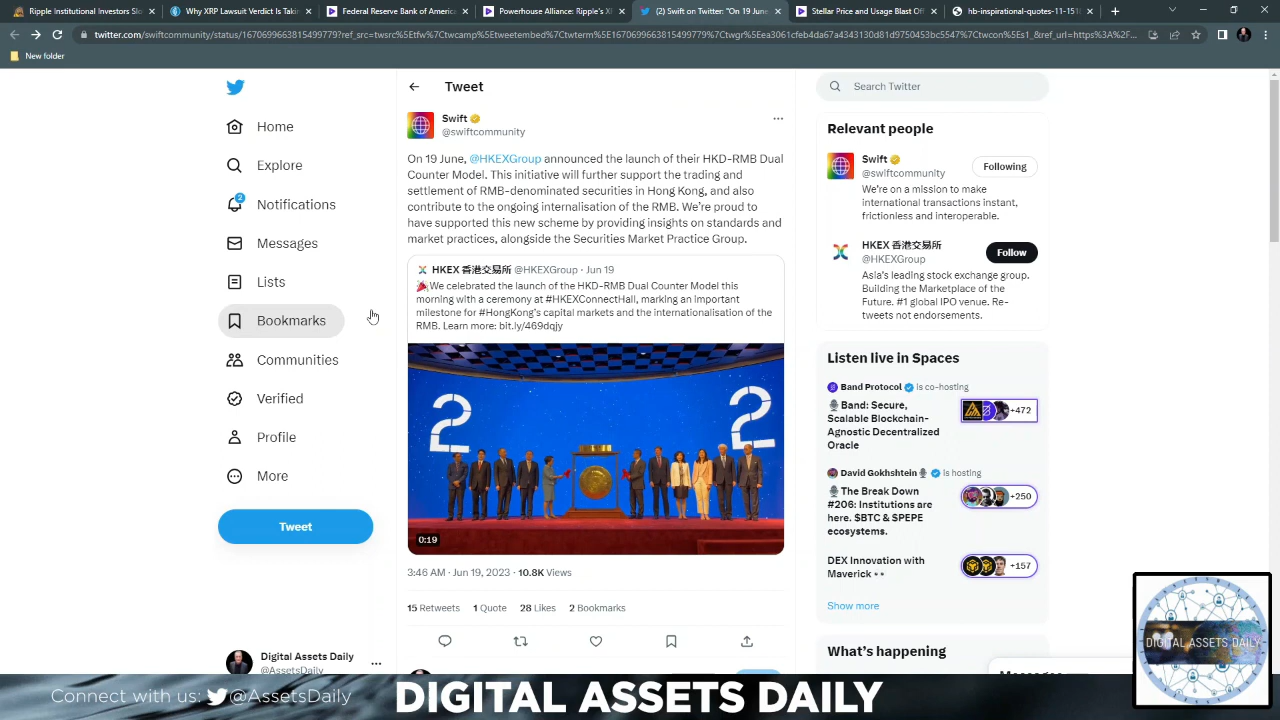 Ripple Institutional Investors Slo
Why XRP Lawsuit Verdict Is Takin
Federal Reserve Bank of America
Powerhouse Alliance: Ripple's XR
(2) Swift on Twitter: "On 19 June
Stellar Price and Usage Blast Off
hb-inspirational-quotes-11-151
twitter.com/swiftcommunity/status/1670699663815499779?ref_src=twsrc%5Etfw%7Ctwcamp%5Etweetembed%7Ctwterm%5E1670699663815499779%7Ctwgr%5Eea3061cfeb4da67a4343130d81d9750453bc5547%7Ctwcon%5Es1_&ref_url=https%3A%2F...
New folder
Home
Explore
2
Notifications
Messages
Lists
Bookmarks
Communities
Verified
Profile
More
Tweet
Digital Assets Daily
@AssetsDaily
Tweet
Swift
@swiftcommunity
On 19 June, @HKEXGroup announced the launch of their HKD-RMB Dual
Counter Model. This initiative will further support the trading and
settlement of RMB-denominated securities in Hong Kong, and also
contribute to the ongoing internalisation of the RMB. We're proud to
have supported this new scheme by providing insights on standards and
market practices, alongside the Securities Market Practice Group.
HKEX 香港交易所 @HKEXGroup · Jun 19
We celebrated the launch of the HKD-RMB Dual Counter Model this
morning with a ceremony at #HKEXConnectHall, marking an important
milestone for #HongKong's capital markets and the internationalisation of the
RMB. Learn more: bit.ly/469dqjy
2 2
0:19
3:46 AM · Jun 19, 2023 · 10.8K Views
15 Retweets 1 Quote 28 Likes 2 Bookmarks
Search Twitter
Relevant people
Swift
@swiftcommunity
Following
We're on a mission to make
international transactions instant,
frictionless and interoperable.
HKEX 香港交易所
@HKEXGroup
Follow
Asia's leading stock exchange group.
Building the Marketplace of the
Future. #1 global IPO venue. Re-
tweets not endorsements.
Listen live in Spaces
Band Protocol is co-hosting
Band: Secure,
Scalable Blockchain-
Agnostic Decentralized
Oracle
+472
David Gokhshtein is hosting
The Break Down
#206: Institutions are
here. $BTC & $PEPE
ecosystems.
+250
DEX Innovation with
Maverick
+157
Show more
What's happening
Messages
DIGITAL ASSETS DAILY
Connect with us: @AssetsDaily
DIGITAL ASSETS DAILY